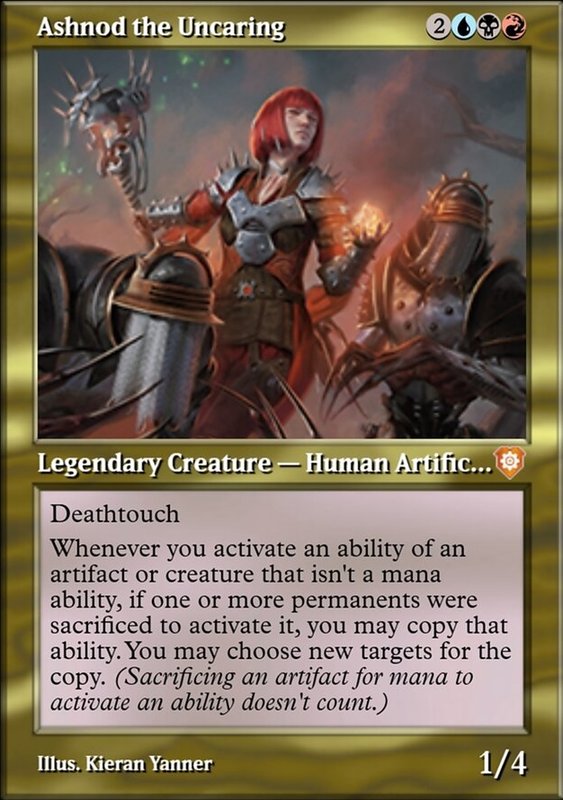 Ashnod the Uncaring 2
Legendary Creature — Human Artific...
Deathtouch
Whenever you activate an ability of an
artifact or creature that isn't a mana
ability, if one or more permanents were
sacrificed to activate it, you may copy that
ability. You may choose new targets for the
copy. (Sacrificing an artifact for mana to
activate an ability doesn't count.)
Illus. Kieran Yanner 1/4